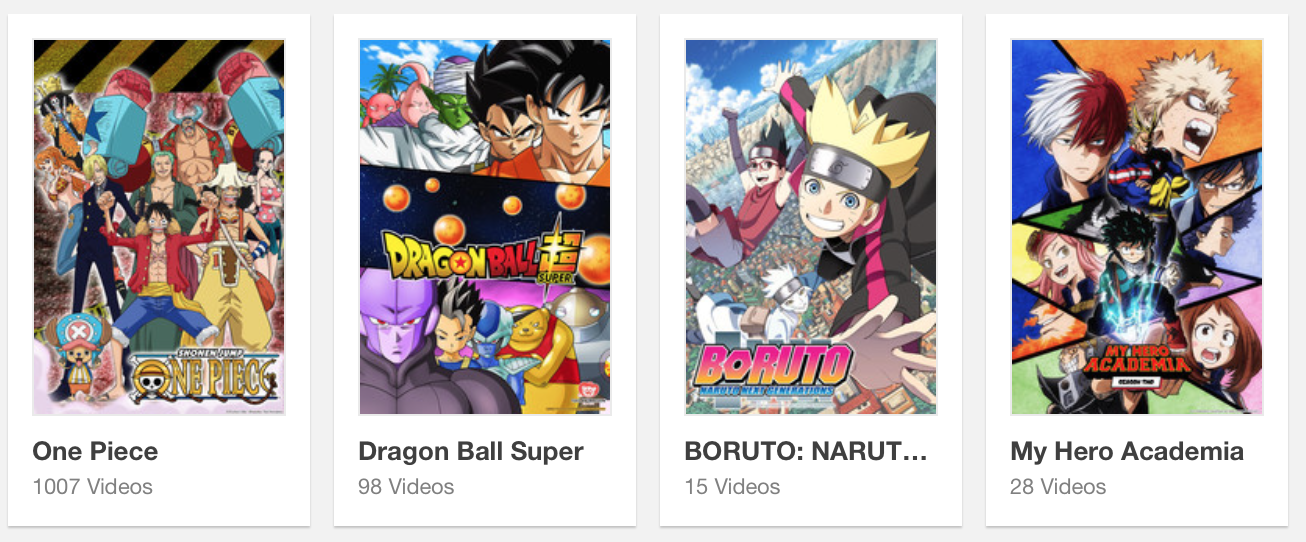 SHONEN JUMP
ONE PIECE
DRAGON BALL 超
SUPER
BORUTO
NARUTO NEXT GENERATIONS
MY HERO
ACADEMIA
SEASON TWO
One Piece
1007 Videos
Dragon Ball Super
98 Videos
BORUTO: NARUT...
15 Videos
My Hero Academia
28 Videos